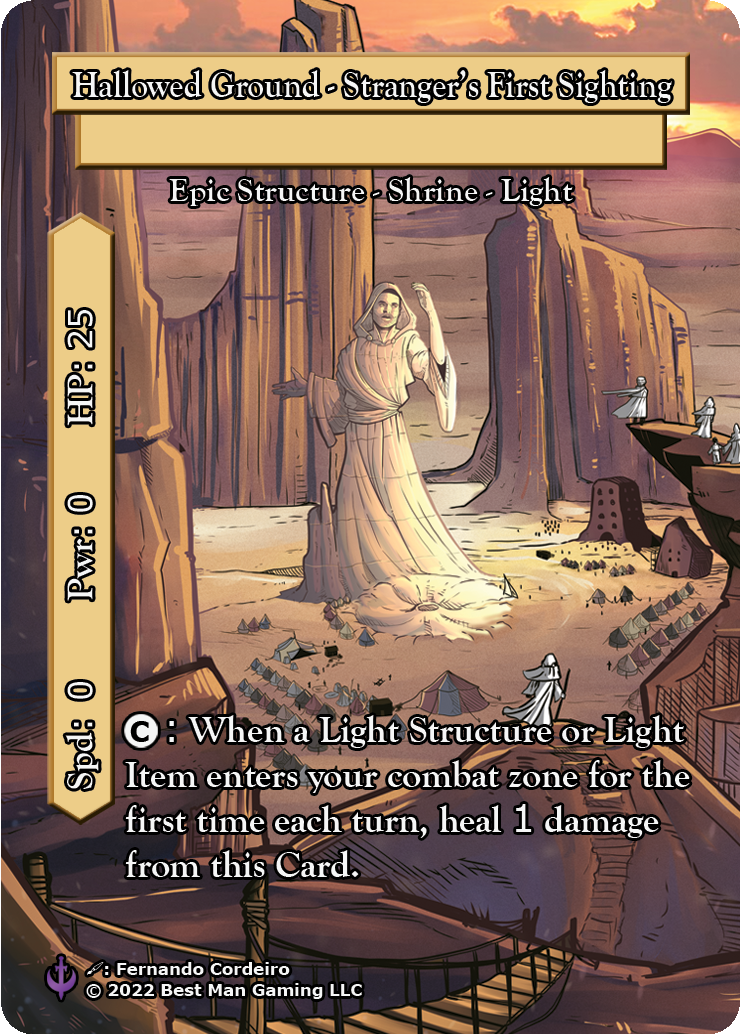 Hallowed Ground - Stranger's First Sighting
Epic Structure - Shrine - Light
HP: 25
Pwr: 0
Spd: 0
©: When a Light Structure or Light
Item enters your combat zone for the
first time each turn, heal 1 damage
from this Card.
: Fernando Cordeiro
© 2022 Best Man Gaming LLC